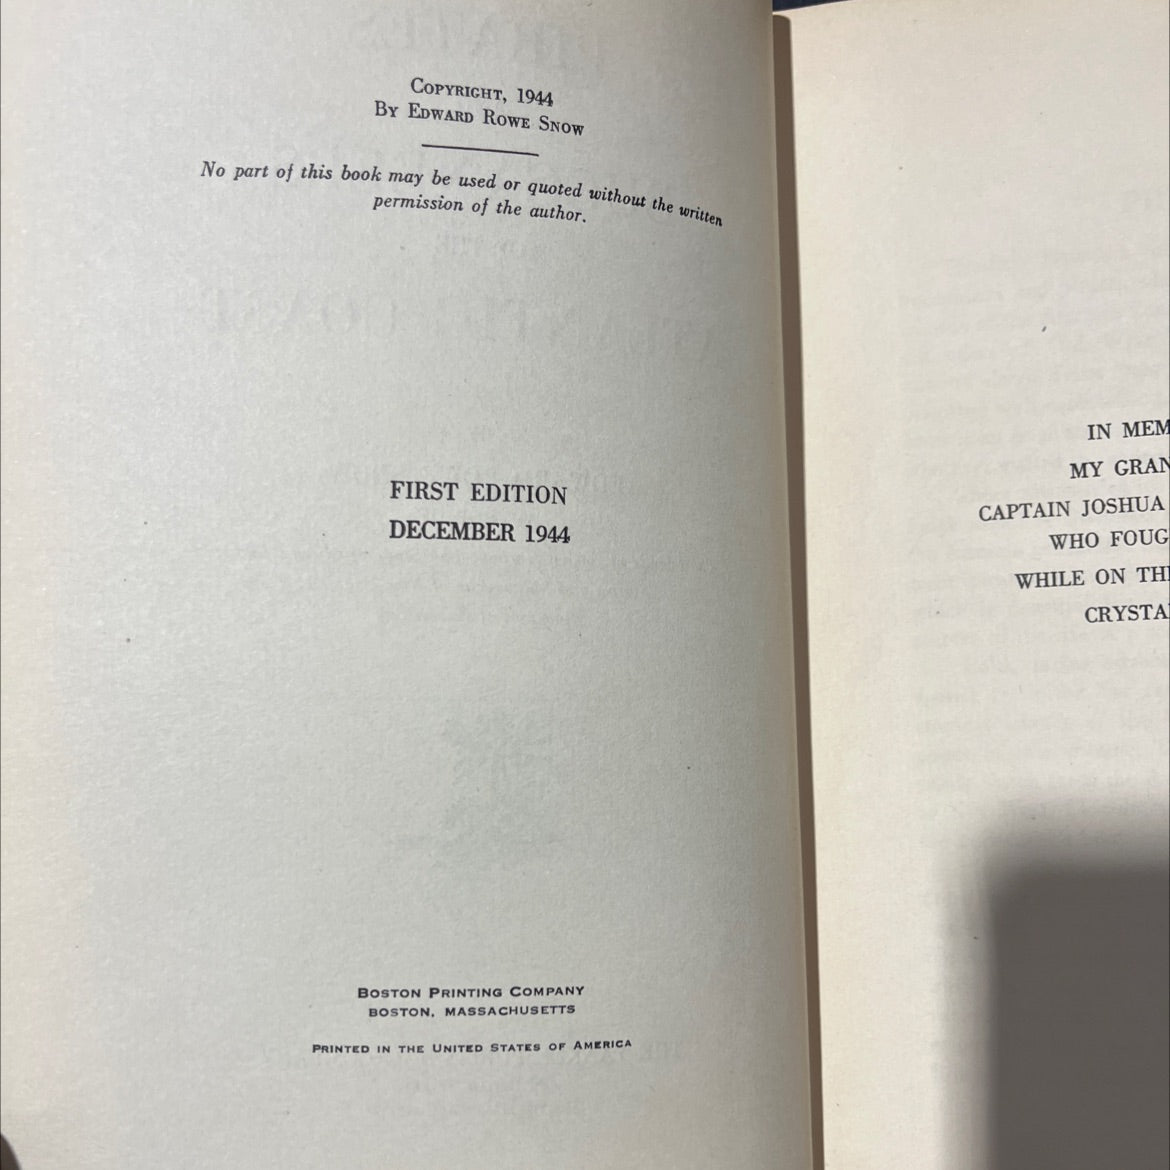 COPYRIGHT, 1944
BY EDWARD ROWE SNOW
No part of this book may be used or quoted without the written
permission of the author.
FIRST EDITION
DECEMBER 1944
BOSTON PRINTING COMPANY
BOSTON, MASSACHUSETTS
PRINTED IN THE UNITED STATES OF AMERICA
IN MEM
MY GRAN
CAPTAIN JOSHUA
WHO FOUG
WHILE ON TH
CRYSTA